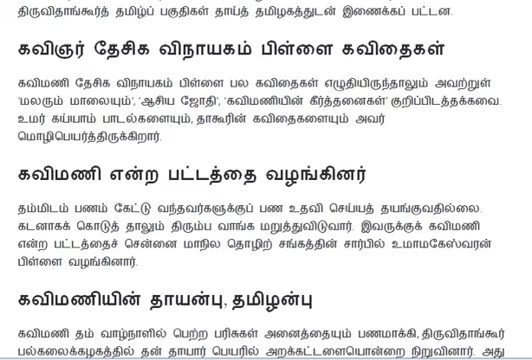 திருவிதாங்கூர்த் தமிழ்ப் பகுதிகள் தாய்த் தமிழகத்துடன் இணைக்கப் பட்டன.
கவிஞர் தேசிக விநாயகம் பிள்ளை கவிதைகள்
கவிமணி தேசிக விநாயகம் பிள்ளை பல கவிதைகள் எழுதியிருந்தாலும் அவற்றுள்
'மலரும் மாலையும்', 'ஆசிய ஜோதி', 'கவிமணியின் கீர்த்தனைகள்' குறிப்பிடத்தக்கவை.
உமர் கய்யாம் பாடல்களையும், தாகூரின் கவிதைகளையும் அவர்
மொழிபெயர்த்திருக்கிறார்.
கவிமணி என்ற பட்டத்தை வழங்கினர்
தம்மிடம் பணம் கேட்டு வந்தவர்களுக்குப் பண உதவி செய்யத் தயங்குவதில்லை.
கடனாகக் கொடுத் தாலும் திரும்ப வாங்க மறுத்துவிடுவார். இவருக்குக் கவிமணி
என்ற பட்டத்தைச் சென்னை மாநில தொழிற் சங்கத்தின் சார்பில் உமாமகேஸ்வரன்
பிள்ளை வழங்கினார்.
கவிமணியின் தாயன்பு, தமிழன்பு
கவிமணி தம் வாழ்நாளில் பெற்ற பரிசுகள் அனைத்தையும் பணமாக்கி, திருவிதாங்கூர்
பல்கலைக்கழகத்தில் தன் தாயார் பெயரில் அறக்கட்டளையொன்றை நிறுவினார். அது